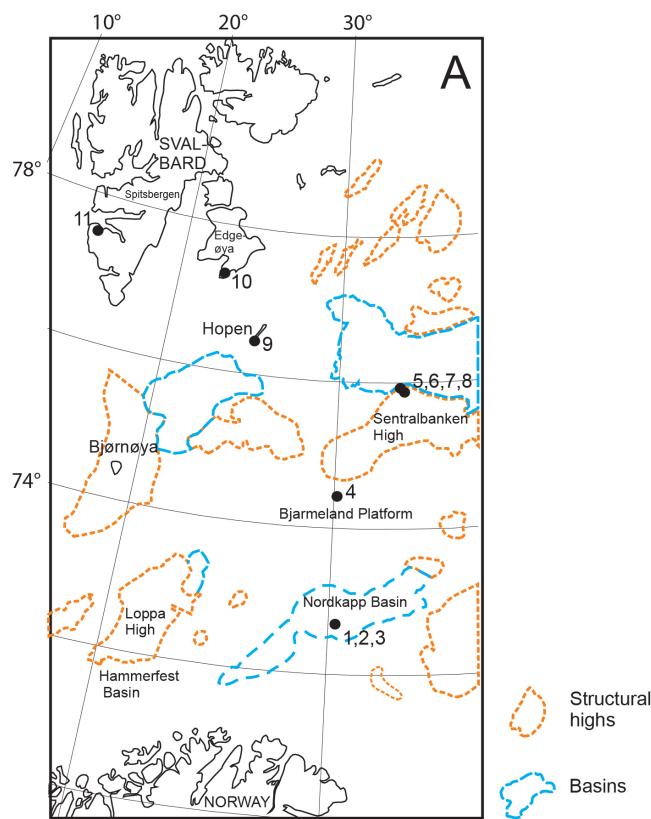 10°
20°
30°
A
SVAL-
BARD
78°
Spitsbergen
11
Edge-
øya
10
Hopen
9
5,6,7,8
Sentralbanken
High
Bjørnøya
74°
4
Bjarmeland Platform
Nordkapp Basin
Loppa
High
1,2,3
Hammerfest
Basin
Structural
highs
Basins
NORWAY